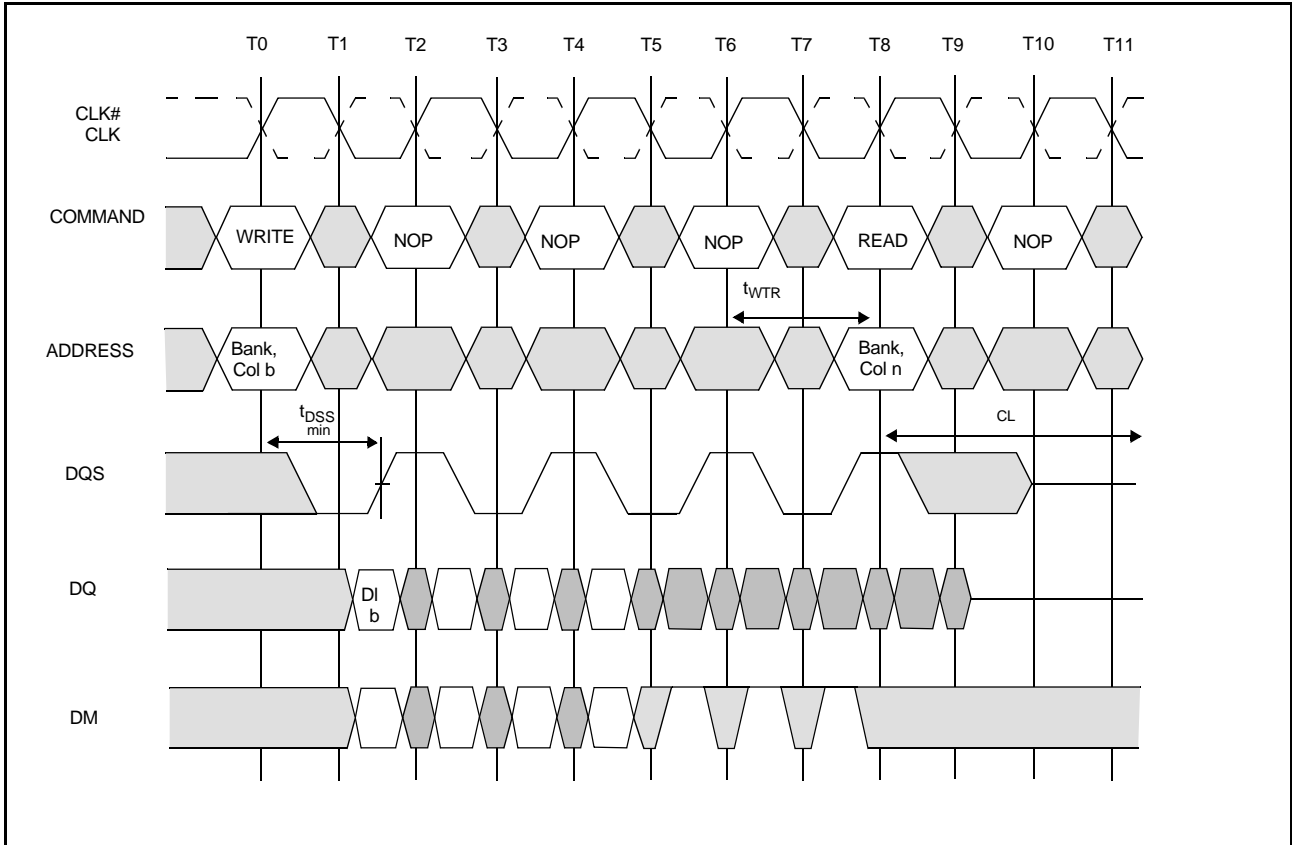 T0 T1 T2 T3 T4 T5 T6 T7 T8 T9 T10 T11
CLK#
CLK
COMMAND
WRITE NOP NOP NOP READ NOP
tWTR
ADDRESS
Bank,
Col b
Bank,
Col n
tDSS
min
CL
DQS
DQ
DI
b
DM